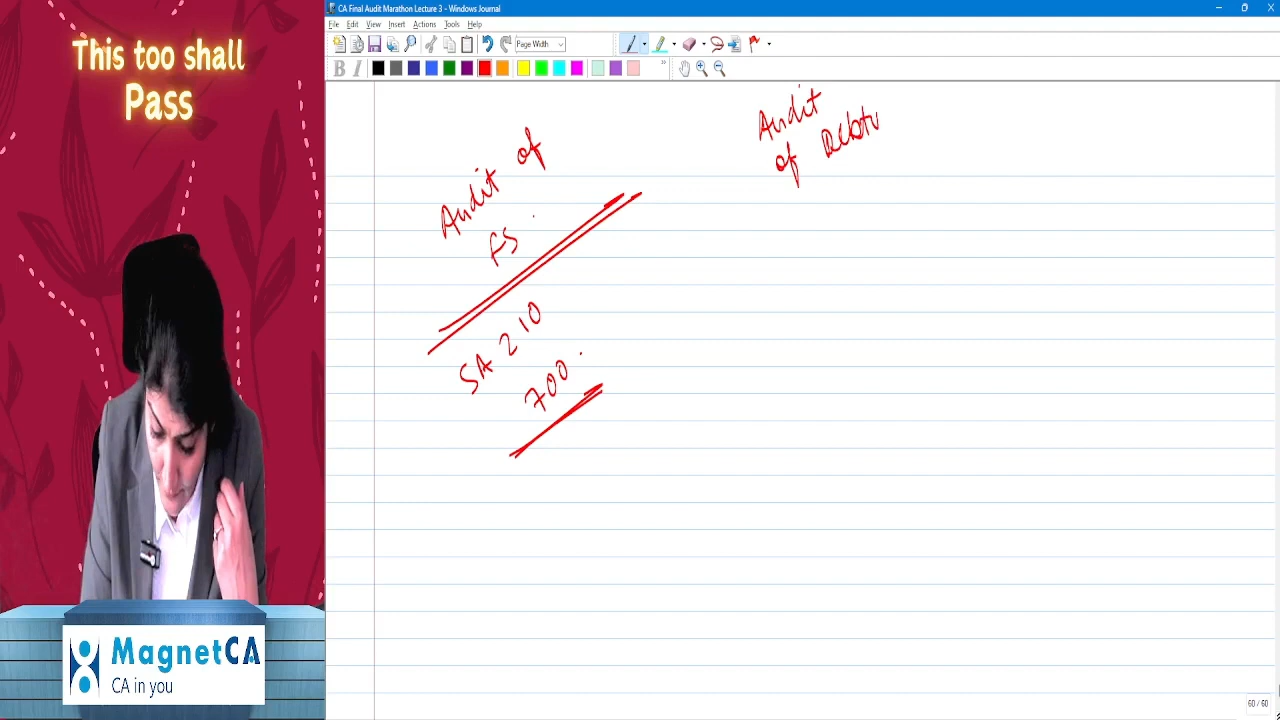 This too shall
Pass
MagnetCA
CA in you
CA Final Audit Marathon Lecture 3 - Windows Journal
File Edit View Insert Actions Tools Help
Page Width
B I
Audit of
FS.
SA 210
700.
Audit
of Debtr
60 / 60